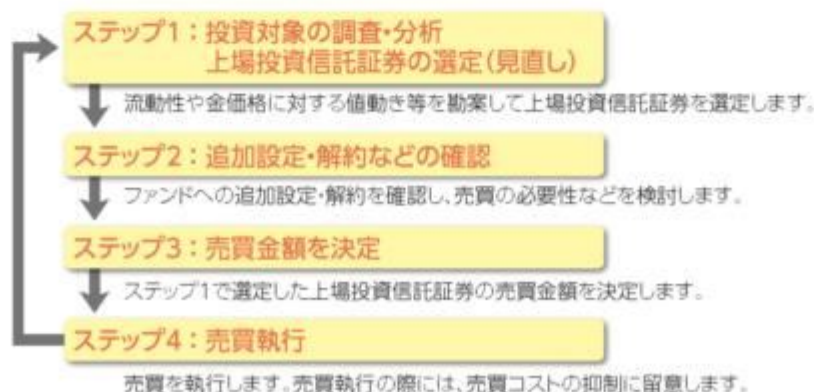 ステップ1：投資対象の調査・分析
上場投資信託証券の選定（見直し）
流動性や金価格に対する値動き等を勘案して上場投資信託証券を選定します。
ステップ2：追加設定・解約などの確認
ファンドへの追加設定・解約を確認し、売買の必要性などを検討します。
ステップ3：売買金額を決定
ステップ1で選定した上場投資信託証券の売買金額を決定します。
ステップ4：売買執行
売買を執行します。売買執行の際には、売買コストの抑制に留意します。